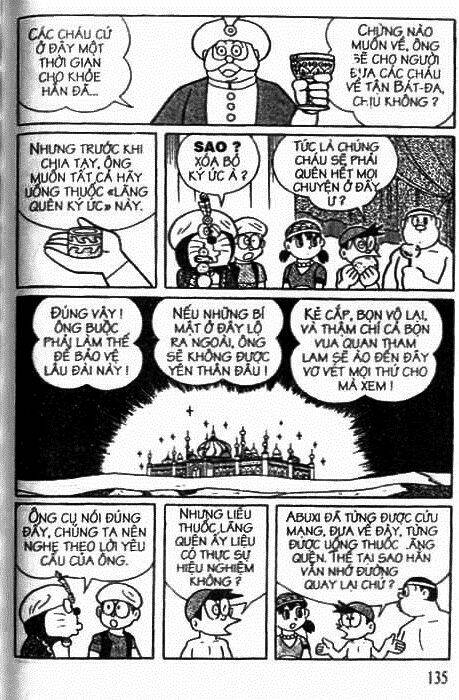 CÁC CHÁU CỨ
Ở ĐÂY MỘT
THỜI GIAN
CHO KHỎE
HẲN ĐÃ...
CHỪNG NÀO
MUỐN VỀ, ÔNG
SẼ CHO NGƯỜI
ĐƯA CÁC CHÁU
VỀ TẬN BÁT-ĐA,
CHỊU KHÔNG ?
NHƯNG TRƯỚC KHI
CHIA TAY, ÔNG
MUỐN TẤT CẢ HÃY
UỐNG THUỐC «LÃNG
QUÊN KÝ ỨC» NÀY.
SAO ?
XÓA BỎ
KÝ ỨC À ?
TỨC LÀ CHÚNG
CHÁU SẼ PHẢI
QUÊN HẾT MỌI
CHUYỆN Ở ĐÂY
Ư ?
ĐÚNG VẬY !
ÔNG BUỘC
PHẢI LÀM THẾ
ĐỂ BẢO VỆ
LÂU ĐÀI NÀY !
NẾU NHỮNG BÍ
MẬT Ở ĐÂY LỘ
RA NGOÀI, ÔNG
SẼ KHÔNG ĐƯỢC
YÊN THÂN ĐÂU !
KẺ CẮP, BỌN VÔ LẠI,
VÀ THẬM CHÍ CẢ BỌN
VUA QUAN THAM
LAM SẼ ÀO ĐẾN ĐÂY
VƠ VÉT MỌI THỨ CHO
MÀ XEM !
ÔNG CỤ NÓI ĐÚNG
ĐẤY, CHÚNG TA NÊN
NGHE THEO LỜI YÊU
CẦU CỦA ÔNG.
NHƯNG LIỀU
THUỐC LÃNG
QUÊN ẤY LIỆU
CÓ THỰC SỰ
HIỆU NGHIỆM
KHÔNG ?
ABUXI ĐÃ TỪNG ĐƯỢC CỨU
MẠNG, ĐƯA VỀ ĐÂY, TỪNG
ĐƯỢC UỐNG THUỐC LÃNG
QUÊN, THẾ TẠI SAO HẮN
VẪN NHỚ ĐƯỜNG
QUAY LẠI CHỨ ?
135